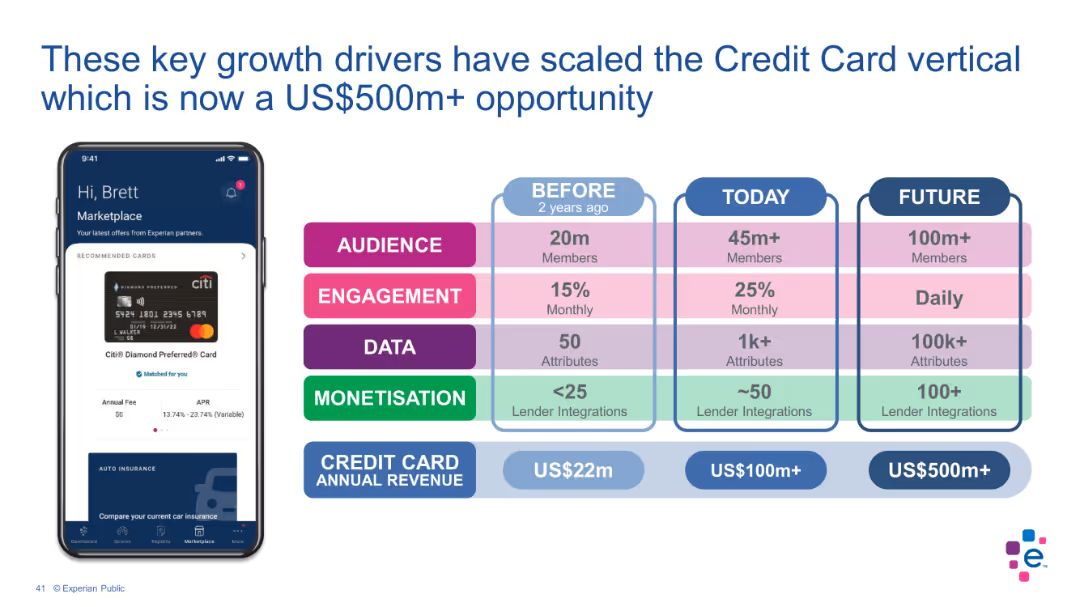 These key growth drivers have scaled the Credit Card vertical
which is now a US$500m+ opportunity
9:41
Hi, Brett
1
Marketplace
Your latest offers from Experian partners.
RECOMMENDED CARDS
DIAMOND PREFERRED
citi
5424 1801 2345 6789
01/19 12/31/22
L WALKER
Citi® Diamond Preferred® Card
Matched for you
Annual Fee
APR
$0
13.74% - 23.74% (Variable)
AUTO INSURANCE
Compare your current car insurance
Marketplace
More
BEFORE
2 years ago
TODAY
FUTURE
AUDIENCE
20m
Members
45m+
Members
100m+
Members
ENGAGEMENT
15%
Monthly
25%
Monthly
Daily
DATA
50
Attributes
1k+
Attributes
100k+
Attributes
MONETISATION
<25
Lender Integrations
~50
Lender Integrations
100+
Lender Integrations
CREDIT CARD
ANNUAL REVENUE
US$22m
US$100m+
US$500m+
e™
41 © Experian Public